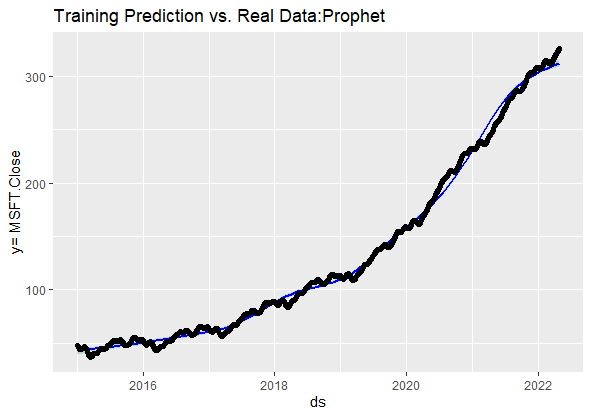 Training Prediction vs. Real Data:Prophet
y= MSFT.Close
300
200
100
2016
2018
2020
2022
ds